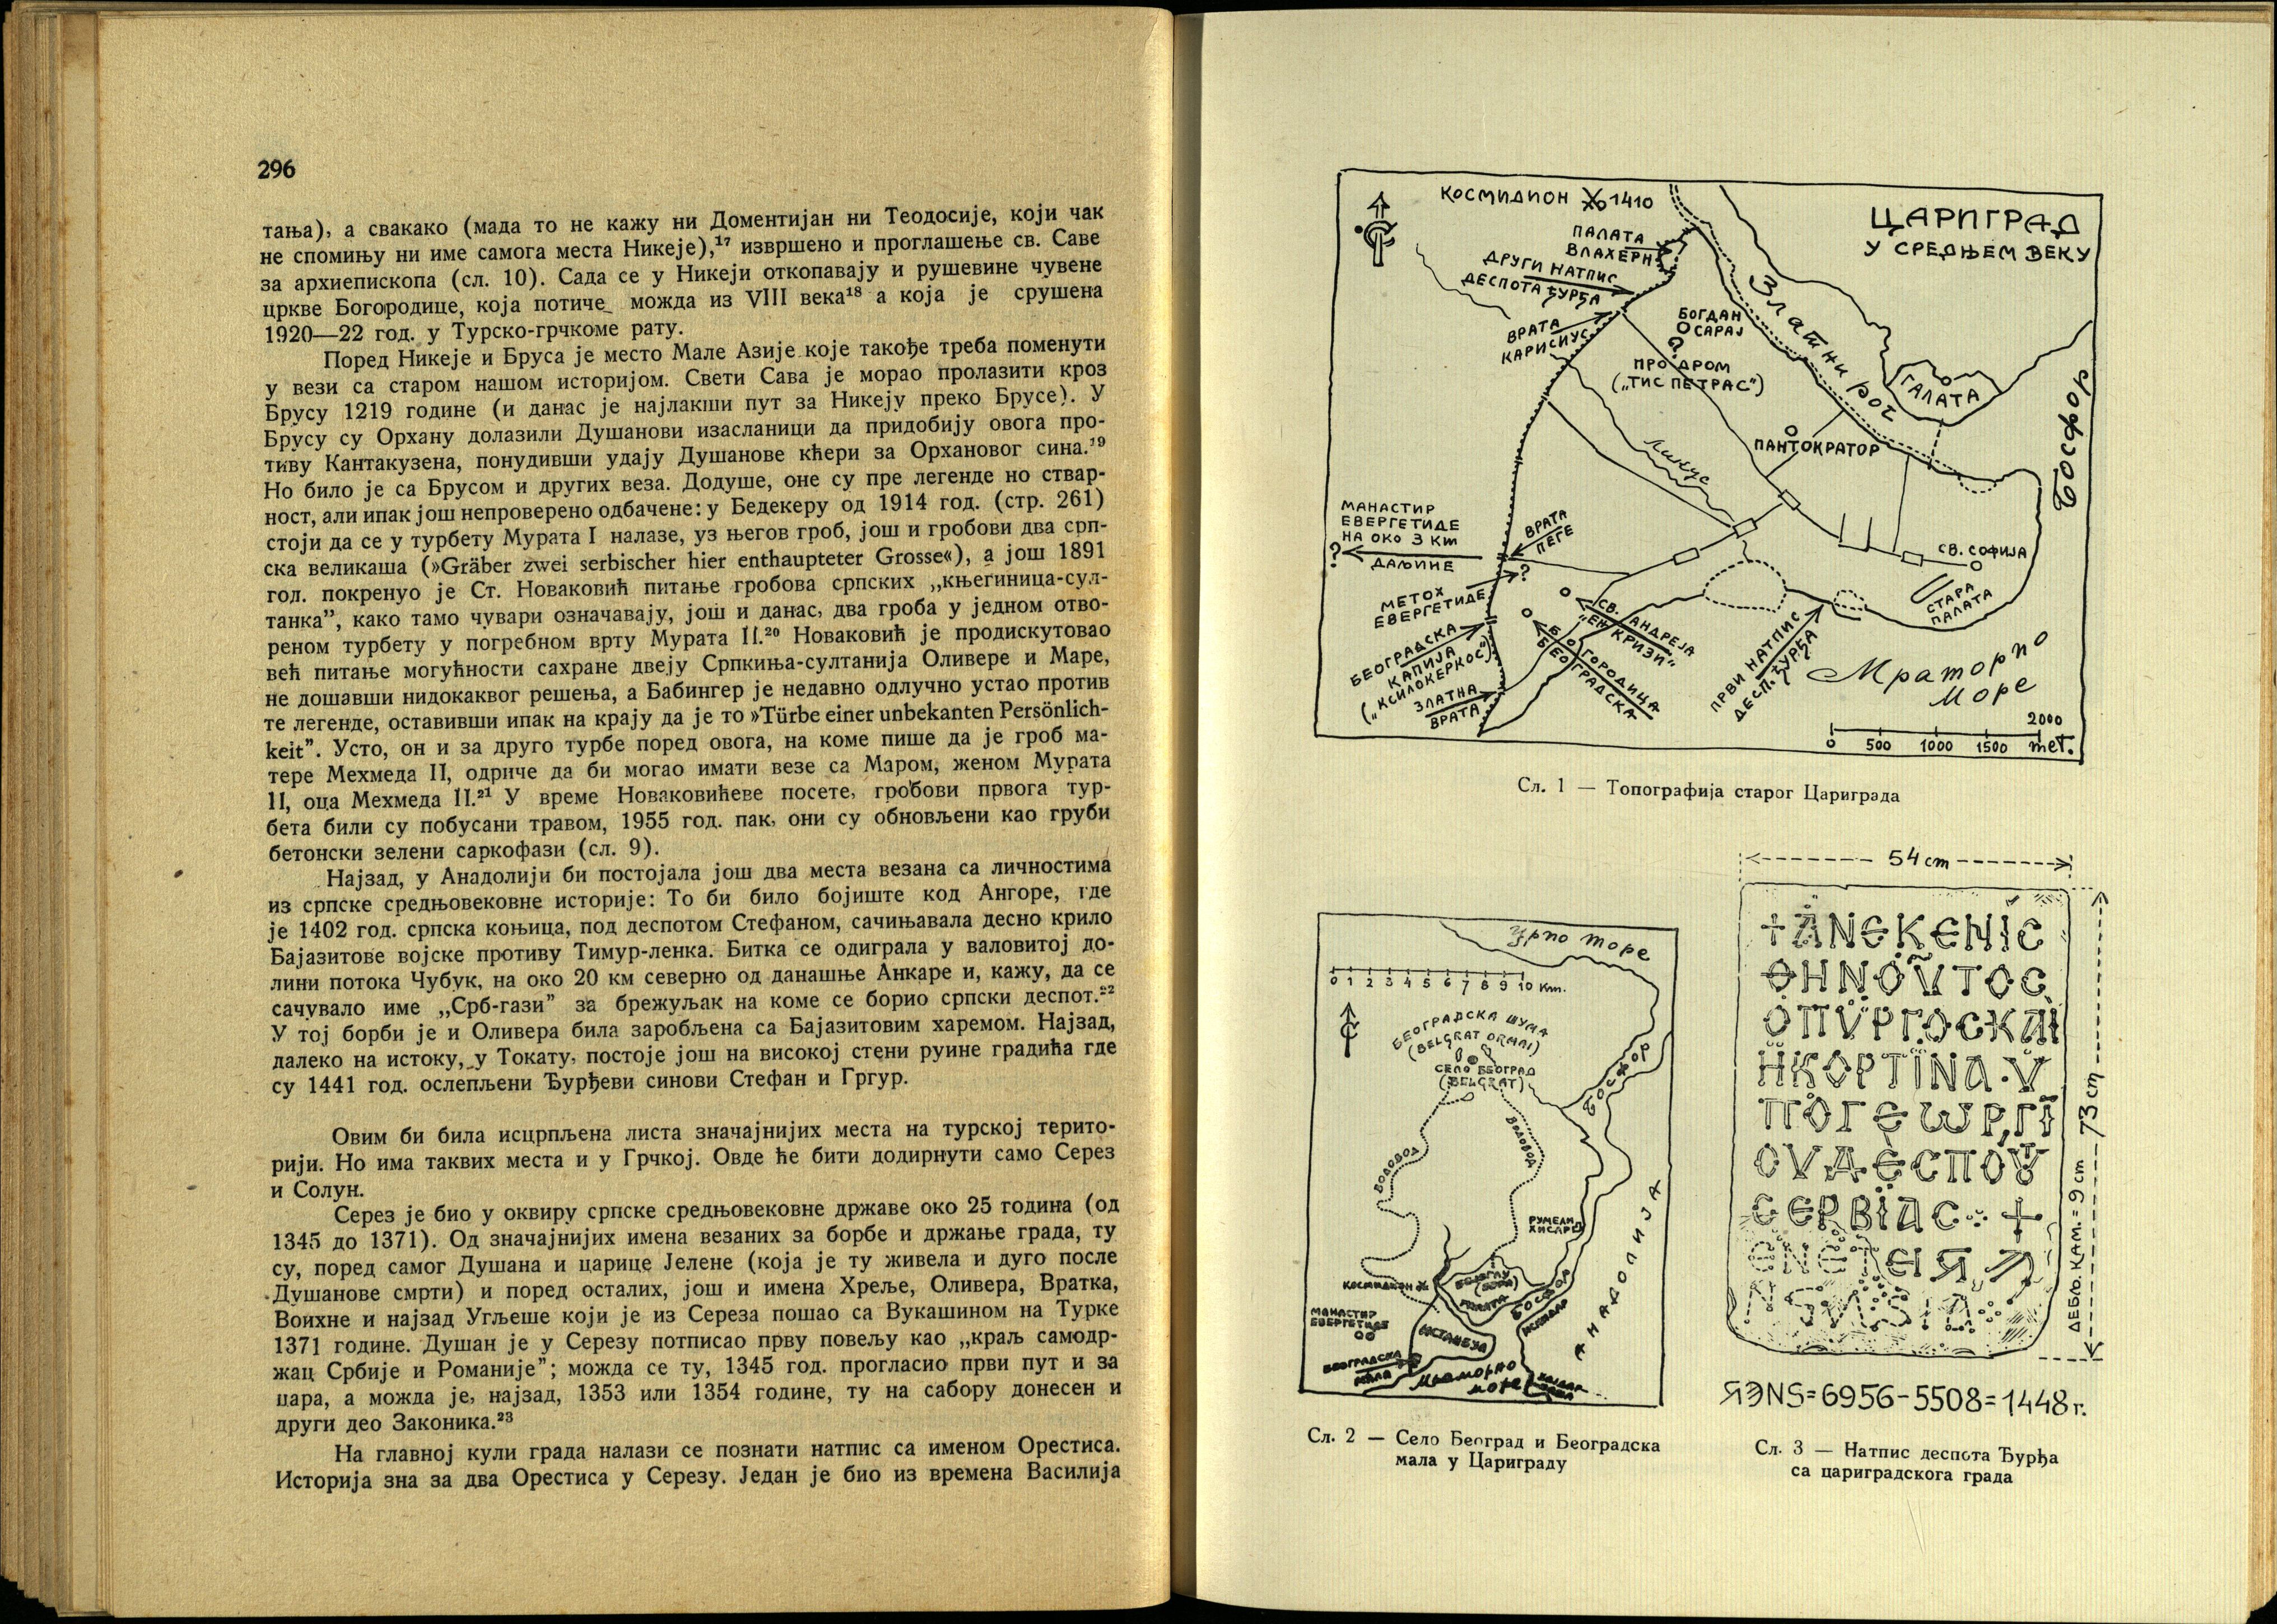 296
тања), а свакако (мада то не кажу ни Доментијан ни Теодосије, који чак
не спомињу ни име самога места Никеје),¹⁷ извршено и проглашење св. Саве
за архиепископа (сл. 10). Сада се у Никеји откопавају и рушевине чувене
цркве Богородице, која потиче можда из VIII века¹⁸ а која је срушена
1920—22 год. у Турско-грчкоме рату.
Поред Никеје и Бруса је место Мале Азије које такође треба поменути
у вези са старом нашом историјом. Свети Сава је морао пролазити кроз
Брусу 1219 године (и данас је најлакши пут за Никеју преко Брусе). У
Брусу су Орхану долазили Душанови изасланици да придобију овога про-
тиву Кантакузена, понудивши удају Душанове кћери за Орхановог сина.¹⁹
Но било је са Брусом и других веза. Додуше, оне су пре легенде но ствар-
ност, али ипак још непроверено одбачене: у Бедекеру од 1914 год. (стр. 261)
стоји да се у турбету Мурата I налазе, уз његов гроб, још и гробови два срп-
ска великаша (»Gräber zwei serbischer hier enthaupteter Grosse«), а још 1891
гол. покренуо је Ст. Новаковић питање гробова српских „књегиница-сул-
танка”, како тамо чувари означавају, још и данас, два гроба у једном отво-
реном турбету у погребном врту Мурата II.²⁰ Новаковић је продискутовао
већ питање могућности сахране двеју Српкиња-султанија Оливере и Маре,
не дошавши нидокаквог решења, а Бабингер је недавно одлучно устао против
те легенде, оставивши ипак на крају да је то »Türbe einer unbekanten Persönlich-
keit”. Усто, он и за друго турбе поред овога, на коме пише да је гроб ма-
тере Мехмеда II, одриче да би могао имати везе са Маром, женом Мурата
II, оца Мехмеда II.²¹ У време Новаковићеве посете, гробови првога тур-
бета били су побусани травом, 1955 год. пак, они су обновљени као груби
бетонски зелени саркофази (сл. 9).
Најзад, у Анадолији би постојала још два места везана са личностима
из српске средњовековне историје: То би било бојиште код Ангоре, где
је 1402 год. српска коњица, под деспотом Стефаном, сачињавала десно крило
Бајазитове војске противу Тимур-ленка. Битка се одиграла у валовитој до-
лини потока Чубук, на око 20 км северно од данашње Анкаре и, кажу, да се
сачувало име „Срб-гази” за брежуљак на коме се борио српски деспот.²²
У тој борби је и Оливера била заробљена са Бајазитовим харемом. Најзад,
далеко на истоку, у Токату, постоје још на високој стени руине градића где
су 1441 год. ослепљени Ђурђеви синови Стефан и Гргур.
Овим би била исцрпљена листа значајнијих места на турској терито-
рији. Но има таквих места и у Грчкој. Овде ће бити додирнути само Серез
и Солун.
Серез је био у оквиру српске средњовековне државе око 25 година (од
1345 до 1371). Од значајнијих имена везаних за борбе и држање града, ту
су, поред самог Душана и царице Јелене (која је ту живела и дуго после
Душанове смрти) и поред осталих, још и имена Хреље, Оливера, Вратка,
Воихне и најзад Угљеше који је из Сереза пошао са Вукашином на Турке
1371 године. Душан је у Серезу потписао прву повељу као „краљ самодр-
жац Србије и Романије”; можда се ту, 1345 год. прогласио први пут и за
цара, а можда је, најзад, 1353 или 1354 године, ту на сабору донесен и
други део Законика.²³
На главној кули града налази се познати натпис са именом Орестиса.
Историја зна за два Орестиса у Серезу. Један је био из времена Василија
ЦАРИГРАД
У СРЕДЊЕМ ВЕКУ
КОСМИДИОН 1410
ПАЛАТА
ВЛАХЕРН
ДРУГИ НАТПИС
ДЕСПОТА ЂУРЂА
ВРАТА
КАРИСИУС
БОГДАН
САРАЈ
?
ПРОДРОМ
(„ТИС ПЕТРАС”)
Златни рог
ГАЛАТА
Босфор
ПАНТОКРАТОР
Ликус
МАНАСТИР
ЕВЕРГЕТИДЕ
НА ОКО 3 КМ
ДАЉИНЕ
?
ВРАТА
ПЕГЕ
?
МЕТОХ
ЕВЕРГЕТИДЕ
СВ. СОФИЈА
СТАРА
ПАЛАТА
СВ. АНДРЕЈА
„ЕН КРИЗИ”
БЕОГРАДСКА
КАПИЈА
(„КСИЛОКЕРКОС”)
БОГОРОДИЦА
БЕОГРАДСКА
ЗЛАТНА
ВРАТА
ПРВИ НАТПИС
ДЕСП. ЂУРЂА
Мраморно
Море
0 500 1000 1500 2000 мет.
Сл. 1 — Топографија старог Цариграда
Црно море
0 1 2 3 4 5 6 7 8 9 10 Km.
БЕОГРАДСКА ШУМА
(BELGRAT ORMAI)
СЕЛО БЕОГРАД
(BELGRAT)
БОСФОР
ВОДОВОД
ВОДОВОД
РУМЕЛИ
ХИСАР
АНАДОЛИЈА
КОСМИДИОН
БЕЈОГЛУ
(ПЕРА)
ГАЛАТА
БОСФОР
МАНАСТИР
ЕВЕРГЕТИДЕ
ИСТАНБУЛ
БЕОГРАДСКА
МАЛА
Мраморно
море
Сл. 2 — Село Београд и Београдска
мала у Цариграду
54 cm
73 cm
ДЕБЉ. КАМ. = 9 cm
+ΑΝЄΚЄΝΙС
ΘΗΝΟΥΤΟС
ΟΠVΡΓΟСΚΑΙ
ΗΚΟΡΤΙΝΑ·V
ΠΟΓЄѠΡΓΙ
ΟVΔЄСΠΟȢ
СЄΡΒΙΑС +
Сл. 3 — Натпис деспота Ђурђа
са цариградскога града
ЯЭNS=6956-5508=1448 г.